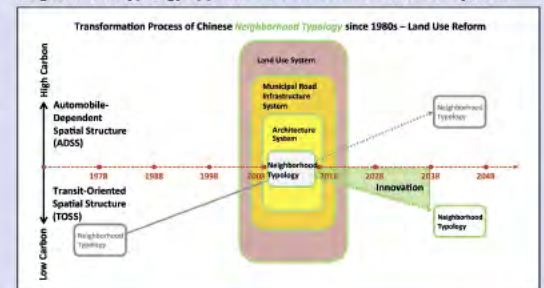 Transformation Process of Chinese Neighborhood Typology since 1980s – Land Use Reform
High Carbon
Low Carbon
Automobile-
Dependent
Spatial Structure
(ADSS)
Transit-Oriented
Spatial Structure
(TOSS)
Land Use System
Municipal Road
Infrastructure
System
Architecture
System
Neighborhood
Typology
Neighborhood
Typology
1978
1988
1998
2008
2018
2028
2038
2048
Innovation
Neighborhood
Typology
Neighborhood
Typology